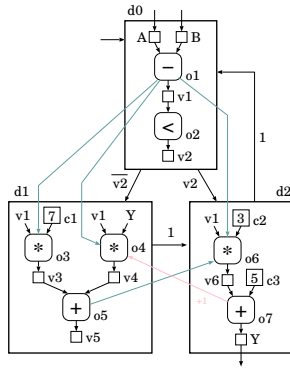 d0
A B
− o1
v1
< o2
v2
1
v2 v2
d1 d2
v1 7 c1 v1 Y
* o3 * o4
1
v3 v4
+ o5
v5
v1 3 c2
* o6
v6 5 c3
+1
+ o7
Y